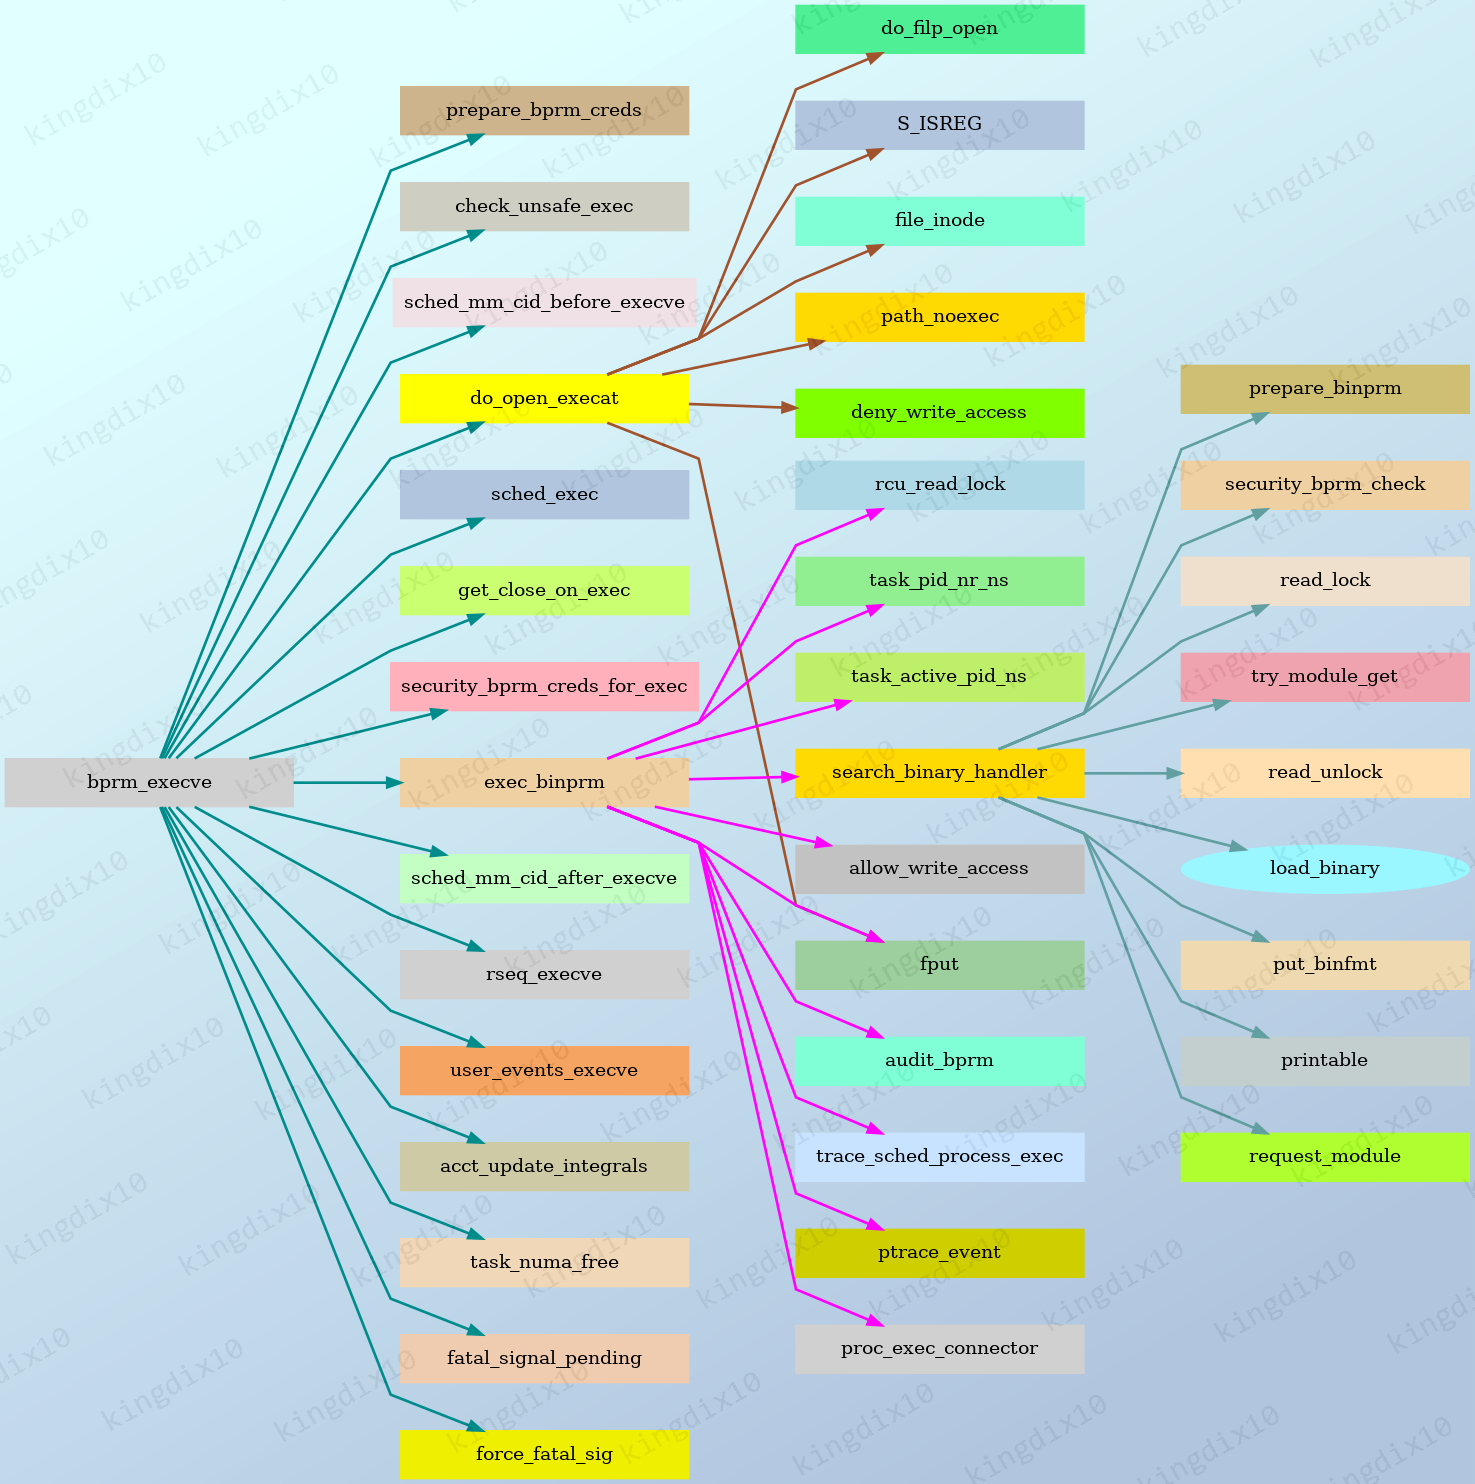 bprm_execve
prepare_bprm_creds
check_unsafe_exec
sched_mm_cid_before_execve
do_open_execat
sched_exec
get_close_on_exec
security_bprm_creds_for_exec
exec_binprm
sched_mm_cid_after_execve
rseq_execve
user_events_execve
acct_update_integrals
task_numa_free
fatal_signal_pending
force_fatal_sig
do_filp_open
S_ISREG
file_inode
path_noexec
deny_write_access
rcu_read_lock
task_pid_nr_ns
task_active_pid_ns
search_binary_handler
allow_write_access
fput
audit_bprm
trace_sched_process_exec
ptrace_event
proc_exec_connector
prepare_binprm
security_bprm_check
read_lock
try_module_get
read_unlock
load_binary
put_binfmt
printable
request_module
kingdix10